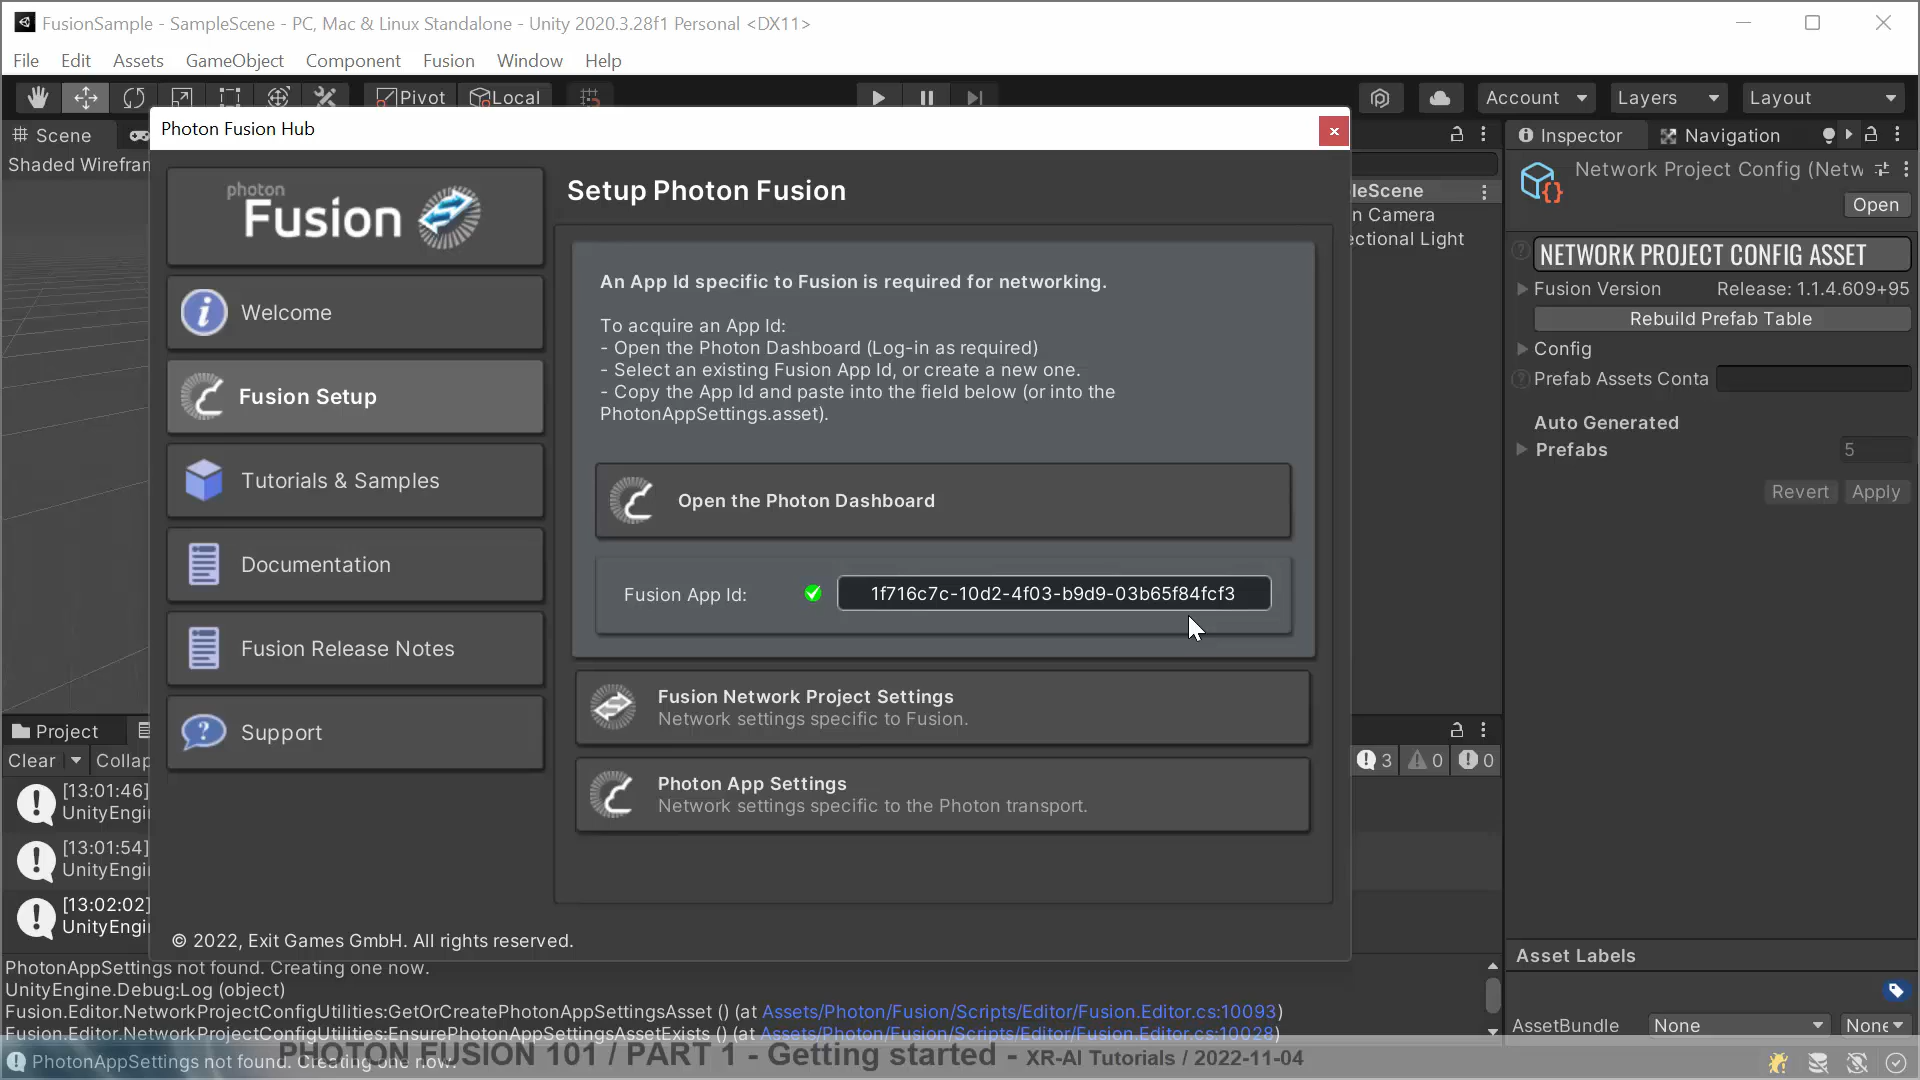 FusionSample - SampleScene - PC, Mac & Linux Standalone - Unity 2020.3.28f1 Personal <DX11>
File Edit Assets GameObject Component Fusion Window Help
Pivot Local Account Layers Layout
Scene
Shaded Wirefran
Photon Fusion Hub
photon
Fusion
Welcome
Fusion Setup
Tutorials & Samples
Documentation
Fusion Release Notes
Support
Setup Photon Fusion
An App Id specific to Fusion is required for networking.
To acquire an App Id:
- Open the Photon Dashboard (Log-in as required)
- Select an existing Fusion App Id, or create a new one.
- Copy the App Id and paste into the field below (or into the
PhotonAppSettings.asset).
Open the Photon Dashboard
Fusion App Id: 1f716c7c-10d2-4f03-b9d9-03b65f84fcf3
Fusion Network Project Settings
Network settings specific to Fusion.
Photon App Settings
Network settings specific to the Photon transport.
© 2022, Exit Games GmbH. All rights reserved.
leScene
n Camera
ectional Light
Inspector Navigation
Network Project Config (Netw
Open
NETWORK PROJECT CONFIG ASSET
Fusion Version Release: 1.1.4.609+95
Rebuild Prefab Table
Config
Prefab Assets Conta
Auto Generated
Prefabs 5
Revert Apply
Project
Clear Collap
3 0 0
[13:01:46]
UnityEngi
[13:01:54]
UnityEngi
[13:02:02]
UnityEngi
PhotonAppSettings not found. Creating one now.
UnityEngine.Debug:Log (object)
Fusion.Editor.NetworkProjectConfigUtilities:GetOrCreatePhotonAppSettingsAsset () (at Assets/Photon/Fusion/Scripts/Editor/Fusion.Editor.cs:10093)
Fusion.Editor.NetworkProjectConfigUtilities:EnsurePhotonAppSettingsAssetExists () (at Assets/Photon/Fusion/Scripts/Editor/Fusion.Editor.cs:10028)
Asset Labels
AssetBundle None None
PhotonAppSettings not found. Creating one now.
PHOTON FUSION 101 / PART 1 - Getting started - XR-AI Tutorials / 2022-11-04